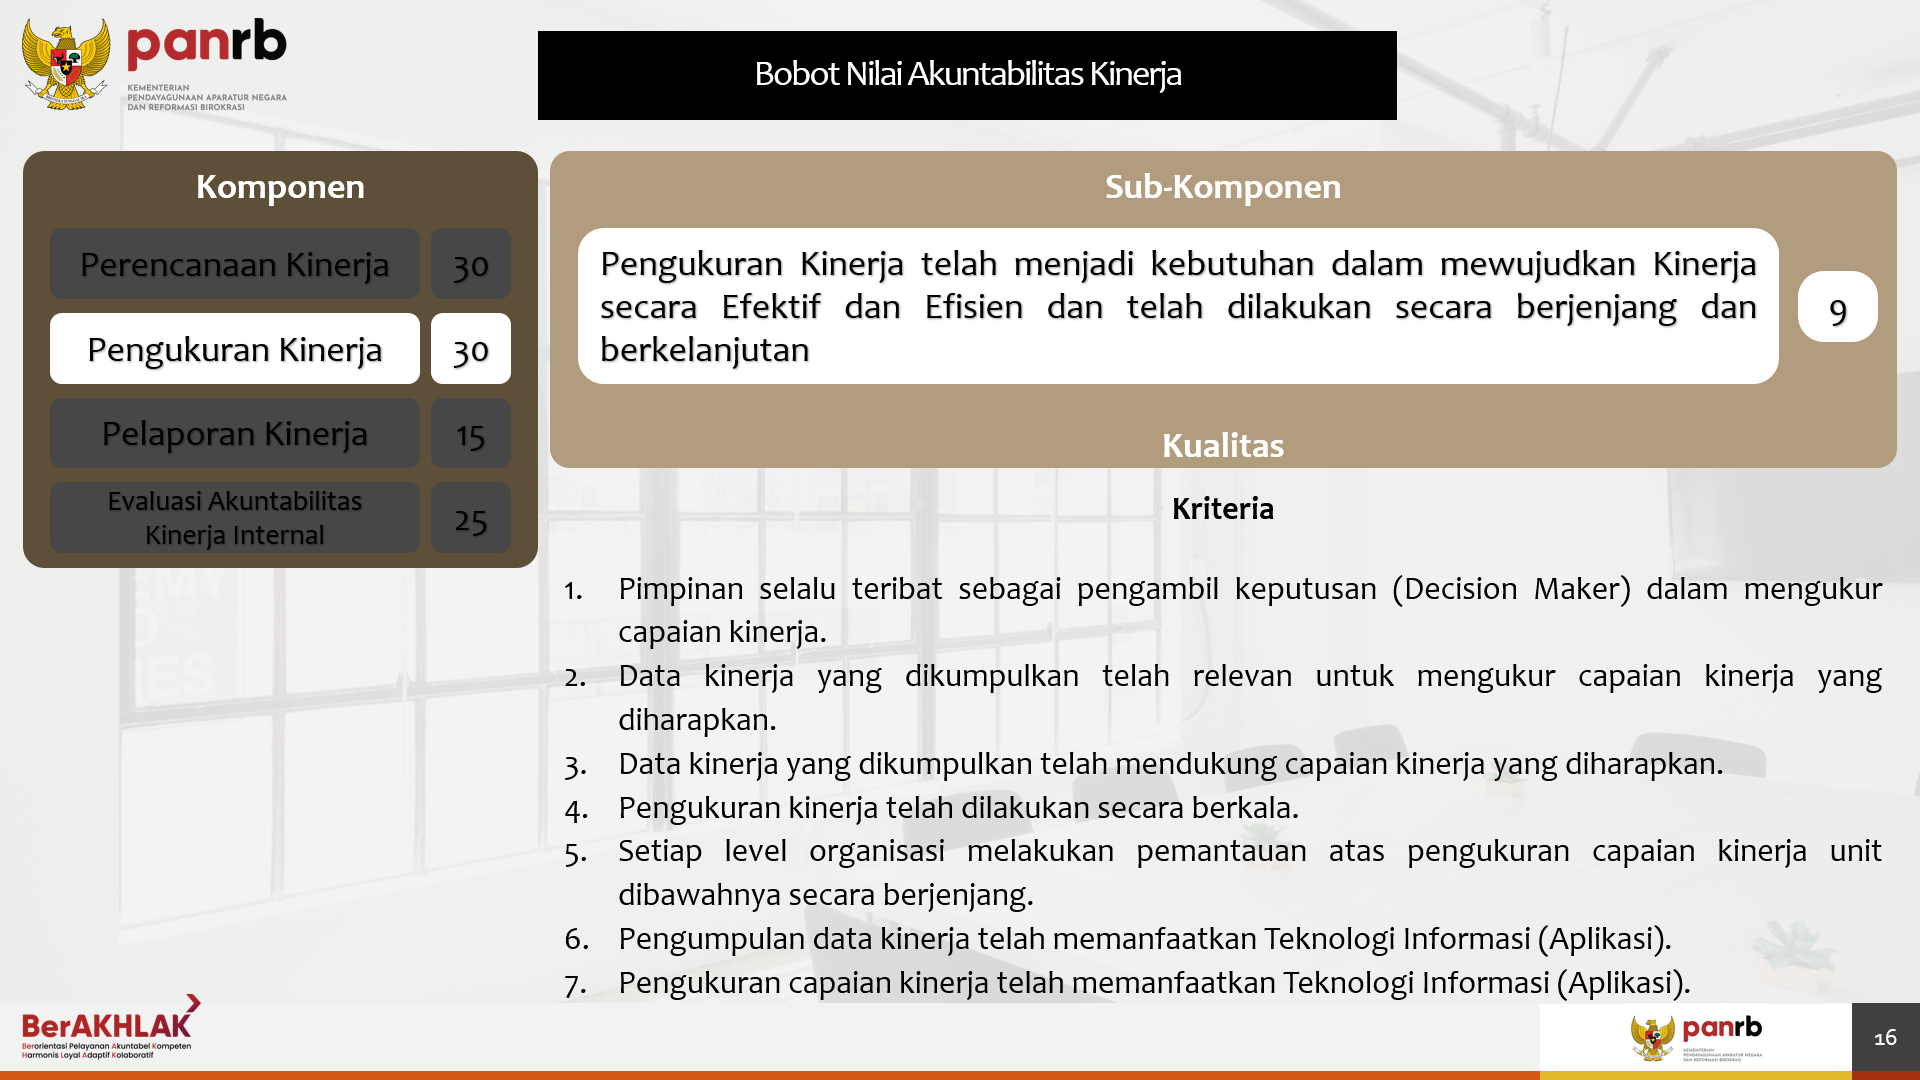 panrb
KEMENTERIAN
PENDAYAGUNAAN APARATUR NEGARA
DAN REFORMASI BIROKRASI
Bobot Nilai Akuntabilitas Kinerja
Komponen
Perencanaan Kinerja 30
Pengukuran Kinerja 30
Pelaporan Kinerja 15
Evaluasi Akuntabilitas
Kinerja Internal 25
Sub-Komponen
Pengukuran Kinerja telah menjadi kebutuhan dalam mewujudkan Kinerja
secara Efektif dan Efisien dan telah dilakukan secara berjenjang dan
berkelanjutan
9
Kualitas
Kriteria
1. Pimpinan selalu teribat sebagai pengambil keputusan (Decision Maker) dalam mengukur
capaian kinerja.
2. Data kinerja yang dikumpulkan telah relevan untuk mengukur capaian kinerja yang
diharapkan.
3. Data kinerja yang dikumpulkan telah mendukung capaian kinerja yang diharapkan.
4. Pengukuran kinerja telah dilakukan secara berkala.
5. Setiap level organisasi melakukan pemantauan atas pengukuran capaian kinerja unit
dibawahnya secara berjenjang.
6. Pengumpulan data kinerja telah memanfaatkan Teknologi Informasi (Aplikasi).
7. Pengukuran capaian kinerja telah memanfaatkan Teknologi Informasi (Aplikasi).
BerAKHLAK
Berorientasi Pelayanan Akuntabel Kompeten
Harmonis Loyal Adaptif Kolaboratif
panrb
KEMENTERIAN
PENDAYAGUNAAN APARATUR NEGARA
DAN REFORMASI BIROKRASI
16